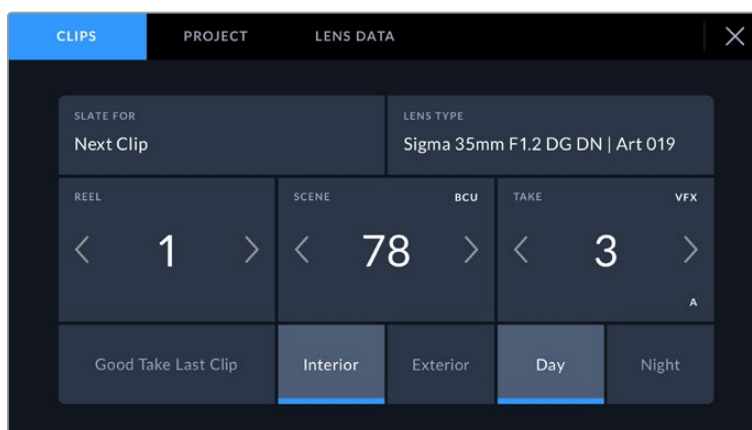 CLIPS PROJECT LENS DATA
SLATE FOR LENS TYPE
Next Clip Sigma 35mm F1.2 DG DN | Art 019
REEL SCENE BCU TAKE VFX
1 78 3
A
Good Take Last Clip Interior Exterior Day Night